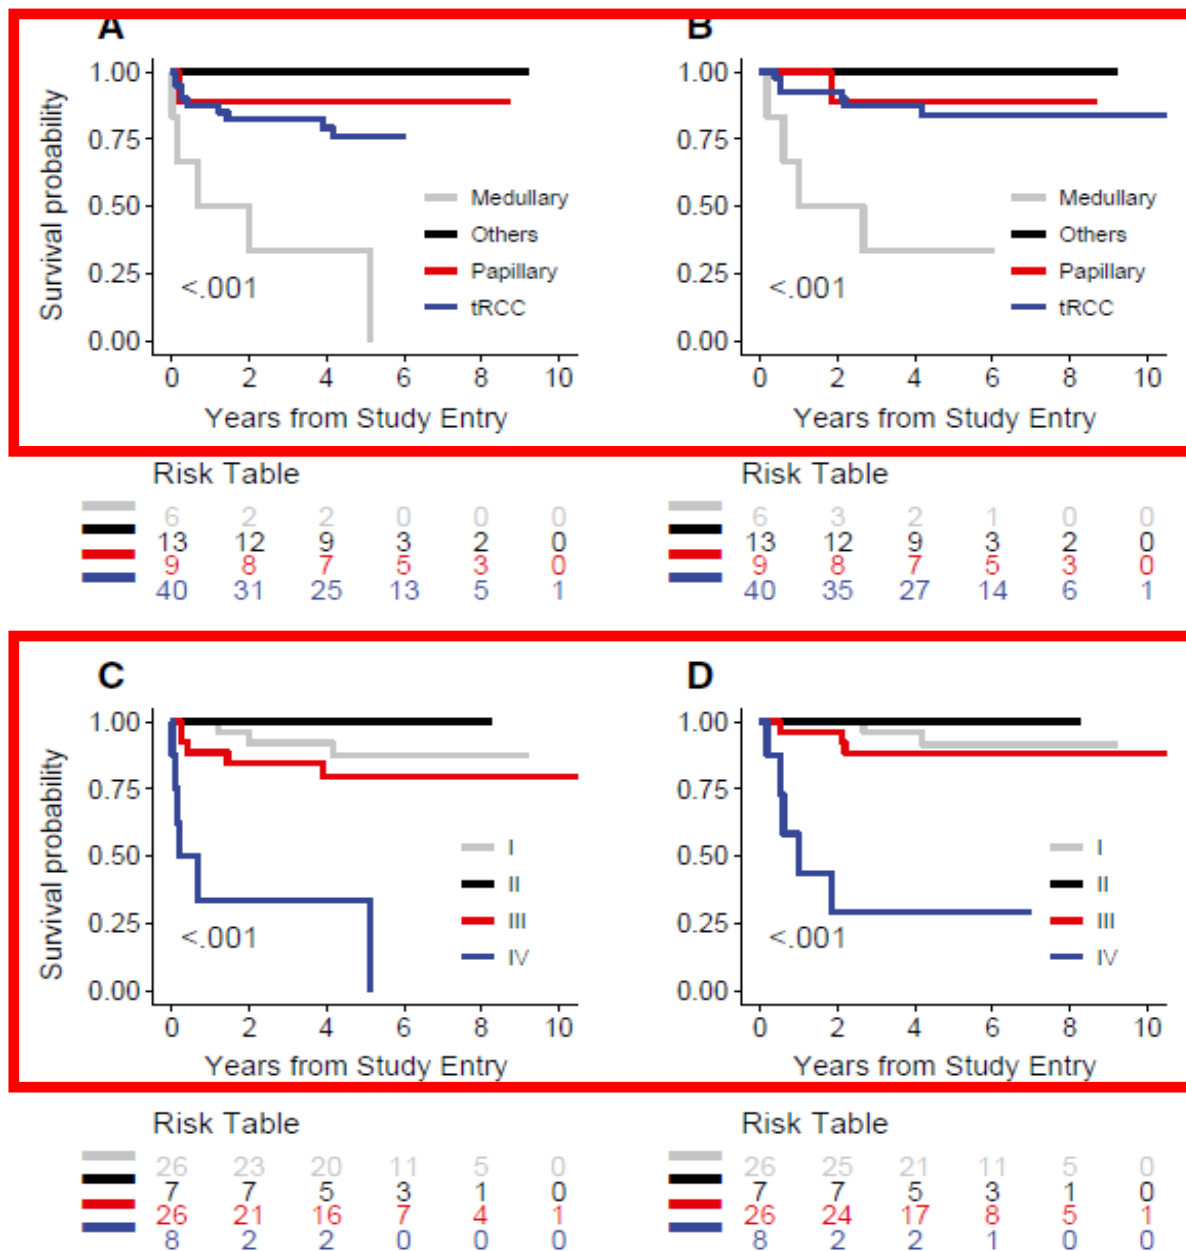 A
B
1.00
0.75
0.50
0.25
0.00
Survival probability
Medullary
Others
Papillary
tRCC
<.001
0 2 4 6 8 10
Years from Study Entry
1.00
0.75
0.50
0.25
0.00
Medullary
Others
Papillary
tRCC
<.001
0 2 4 6 8 10
Years from Study Entry
Risk Table
6 2 2 0 0 0
13 12 9 3 2 0
9 8 7 5 3 0
40 31 25 13 5 1
Risk Table
6 3 2 1 0 0
13 12 9 3 2 0
9 8 7 5 3 0
40 35 27 14 6 1
C
D
1.00
0.75
0.50
0.25
0.00
Survival probability
I
II
III
IV
<.001
0 2 4 6 8 10
Years from Study Entry
1.00
0.75
0.50
0.25
0.00
I
II
III
IV
<.001
0 2 4 6 8 10
Years from Study Entry
Risk Table
26 23 20 11 5 0
7 7 5 3 1 0
26 21 16 7 4 1
8 2 2 0 0 0
Risk Table
26 25 21 11 5 0
7 7 5 3 1 0
26 24 17 8 5 1
8 2 2 1 0 0